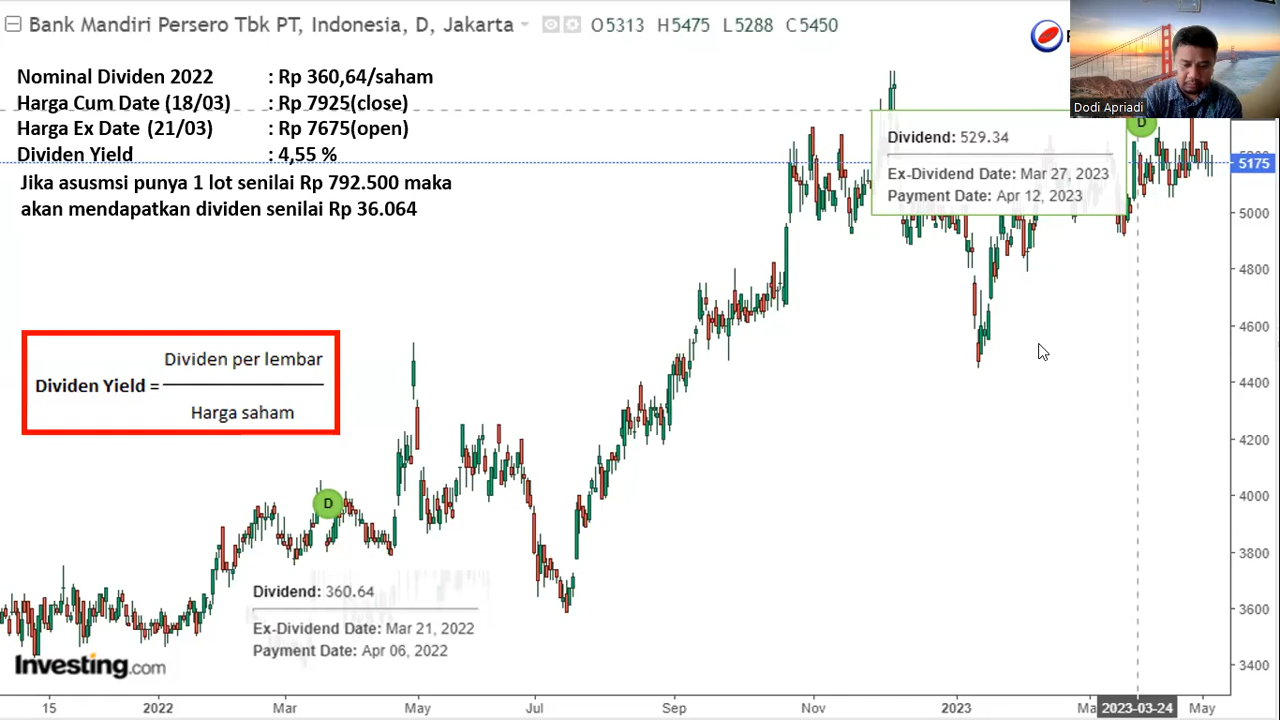 Bank Mandiri Persero Tbk PT, Indonesia, D, Jakarta O5313 H5475 L5288 C5450
Nominal Dividen 2022 : Rp 360,64/saham
Harga Cum Date (18/03) : Rp 7925(close)
Harga Ex Date (21/03) : Rp 7675(open)
Dividen Yield : 4,55 %
Jika asusmsi punya 1 lot senilai Rp 792.500 maka
akan mendapatkan dividen senilai Rp 36.064
Dodi Apriadi
D
Dividend: 529.34
Ex-Dividend Date: Mar 27, 2023
Payment Date: Apr 12, 2023
5175
5000
4800
4600
4400
4200
4000
3800
3600
3400
Dividen Yield =
Dividen per lembar
Harga saham
D
Dividend: 360.64
Ex-Dividend Date: Mar 21, 2022
Payment Date: Apr 06, 2022
Investing.com
15 2022 Mar May Jul Sep Nov 2023 2023-03-24 May